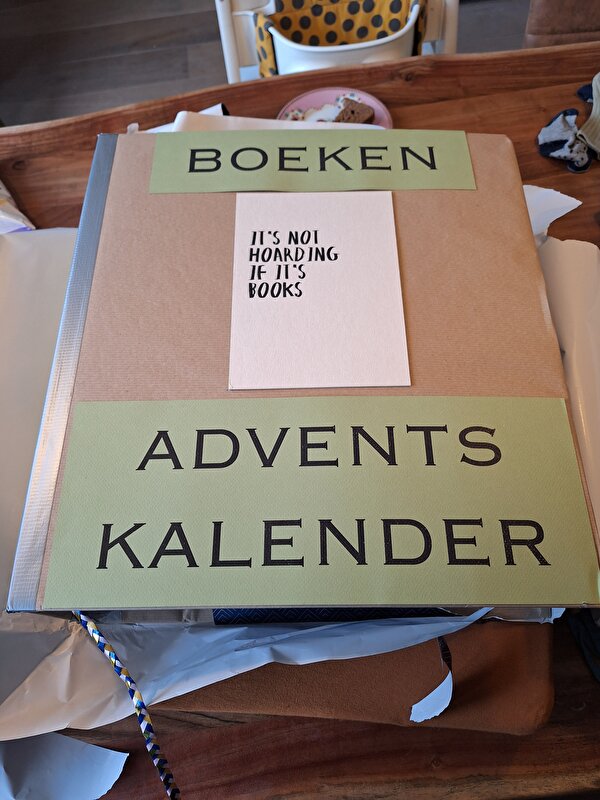 BOEKEN
IT'S NOT
HOARDING
IF IT'S
BOOKS
ADVENTS
KALENDER